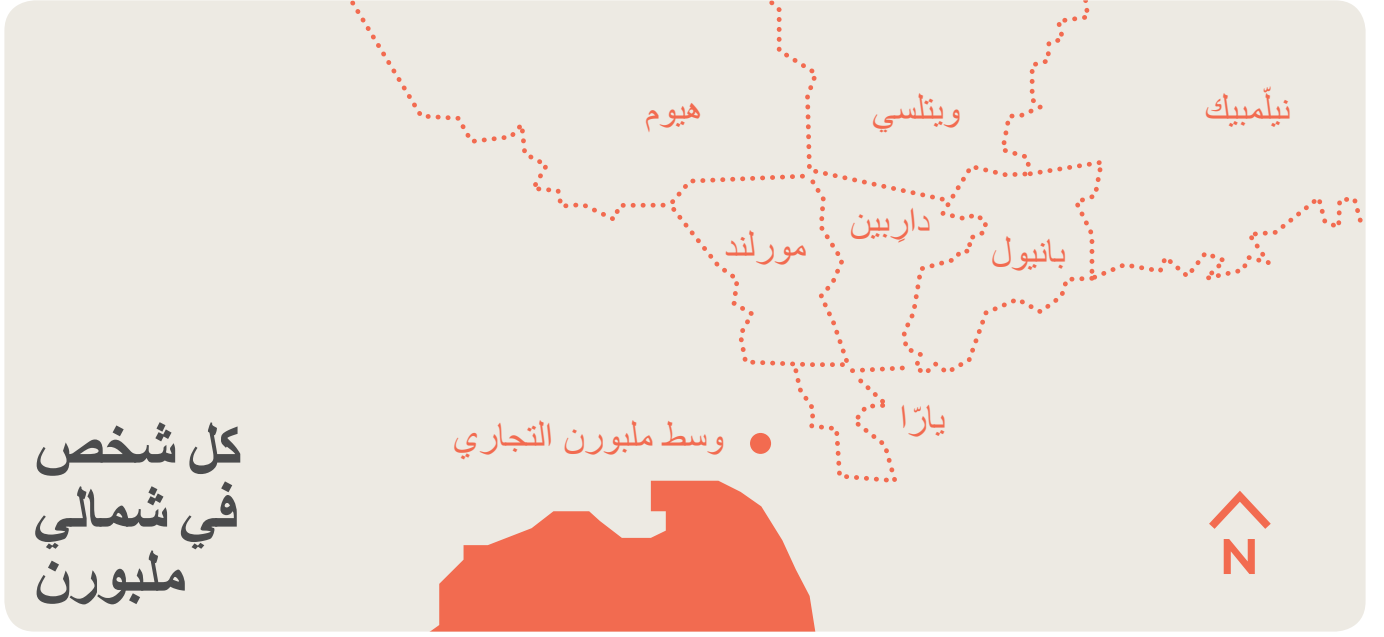 هيوم
ويتلسي
نيلّمبيك
مورلند
دارِبين
بانيول
يارّا
وسط ملبورن التجاري
كل شخص
في شمالي
ملبورن
N